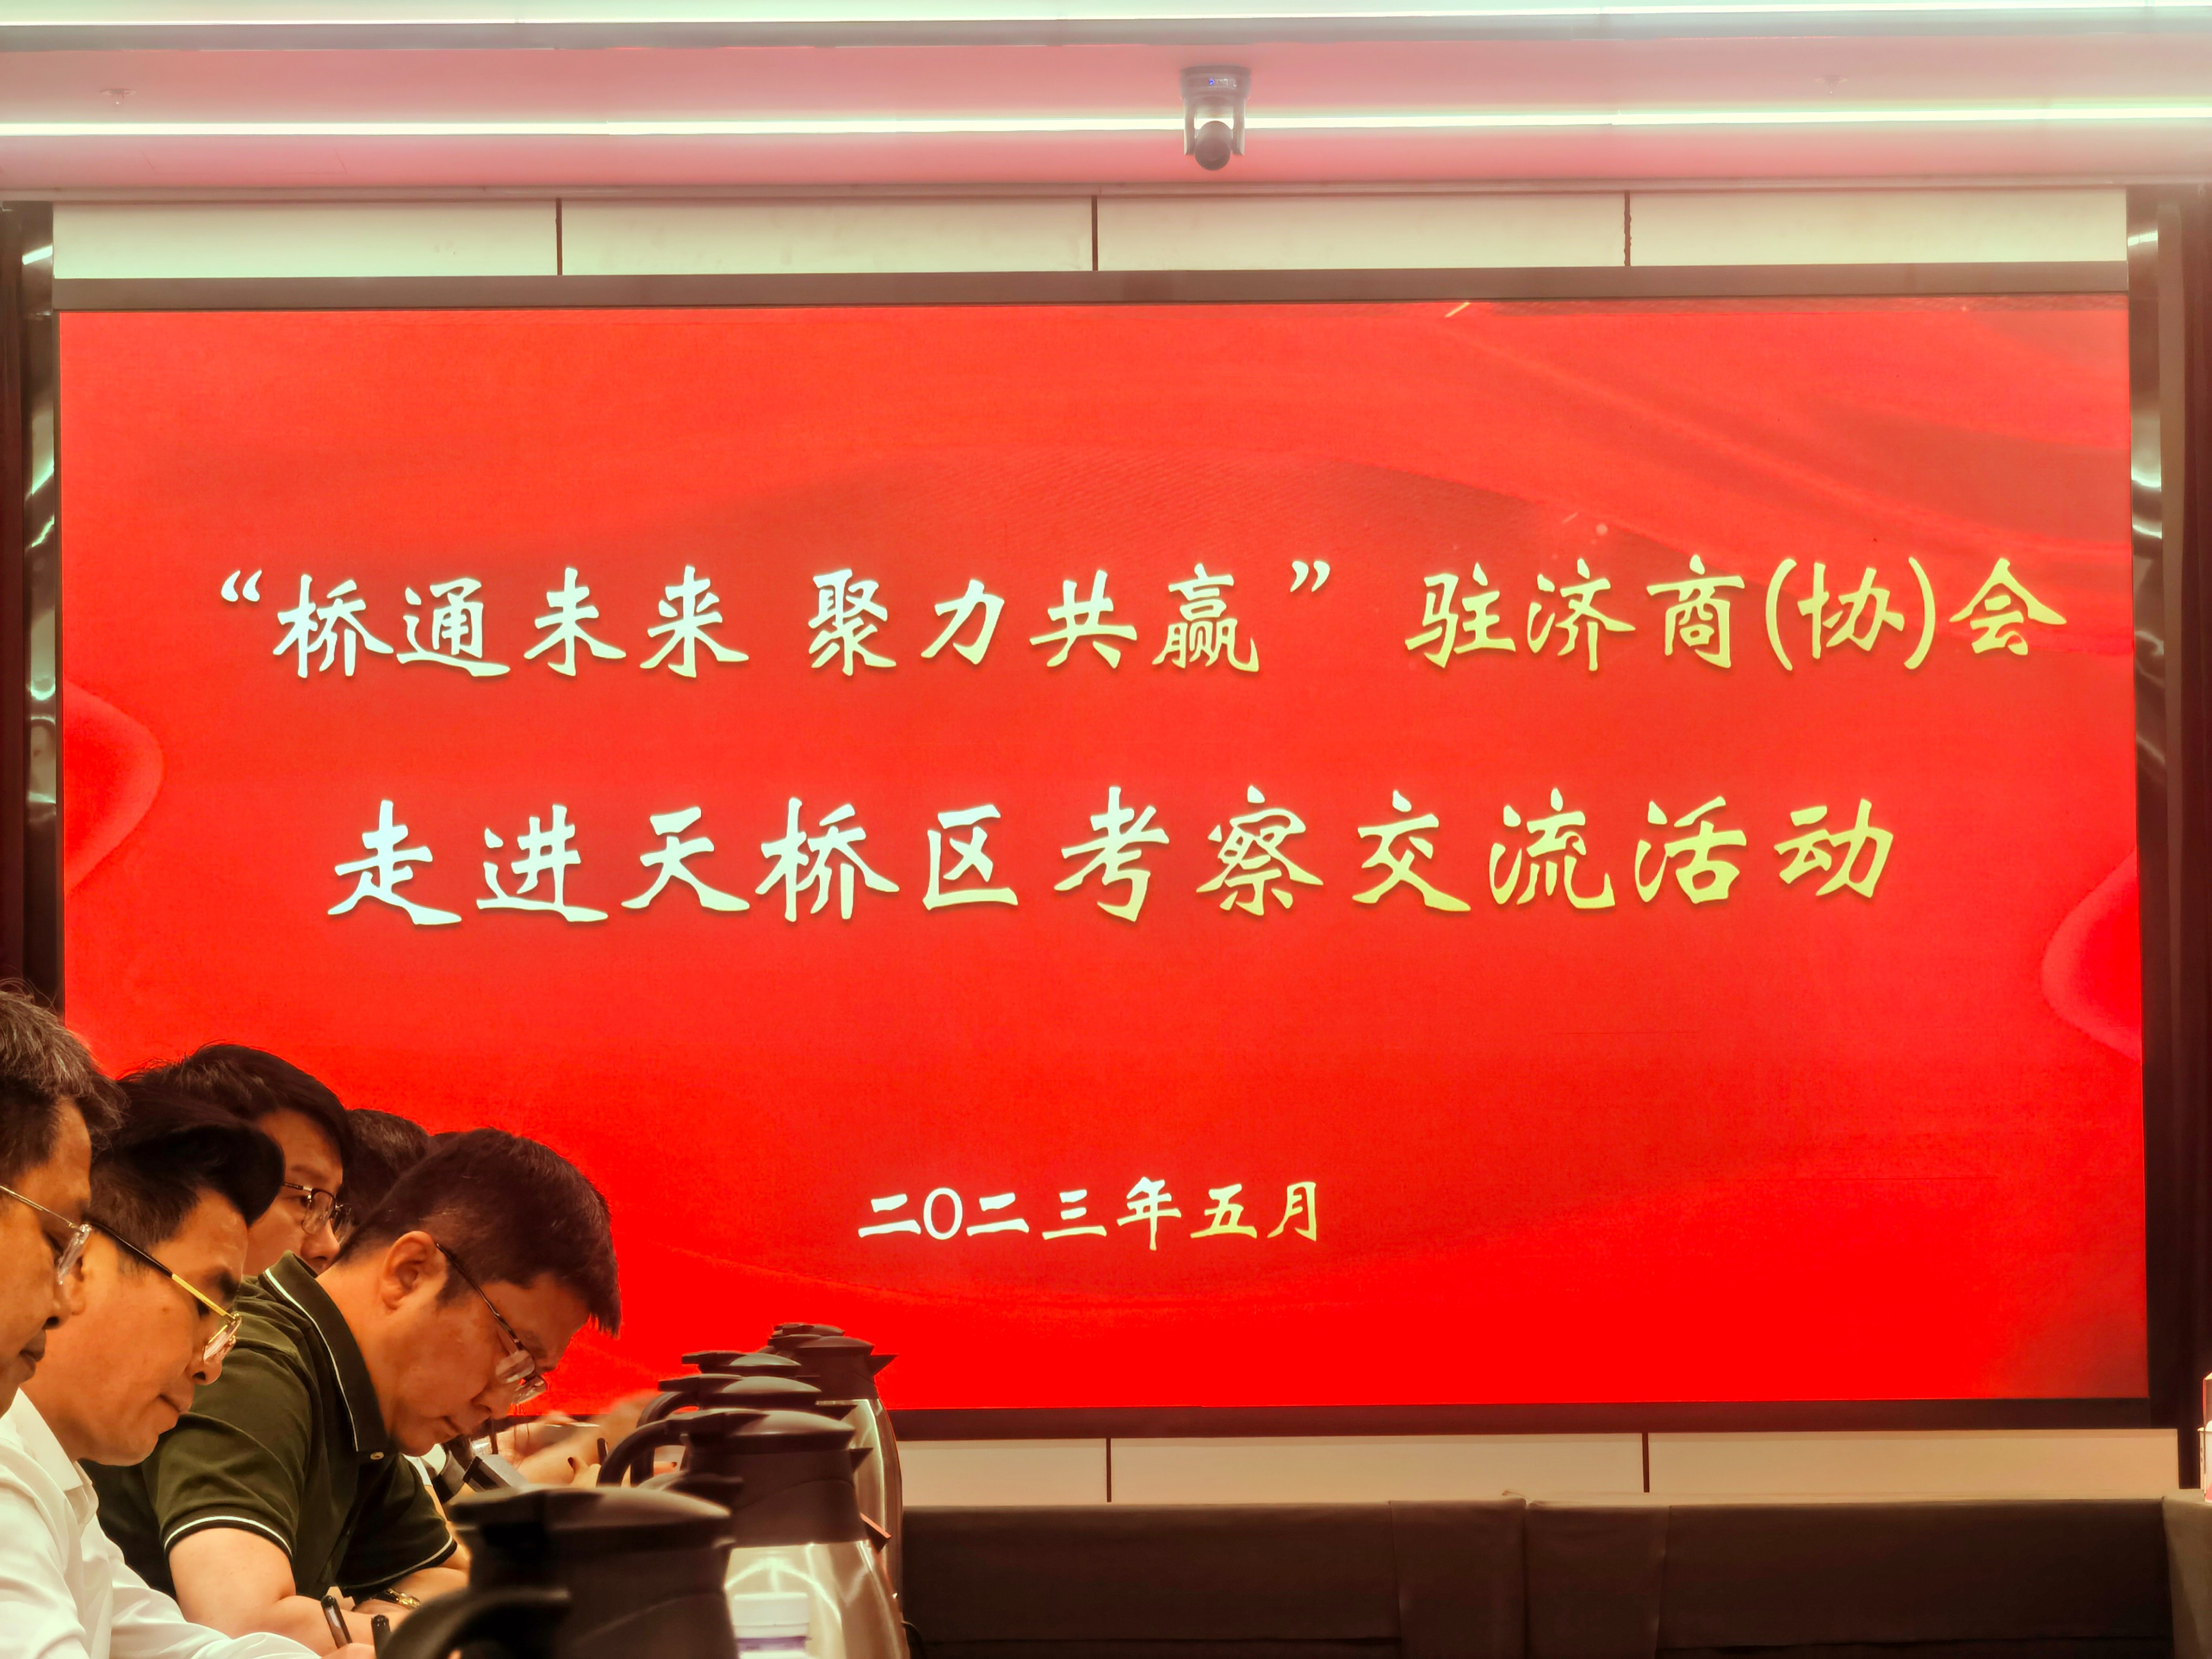 “桥通未来 聚力共赢” 驻济商(协)会
走进天桥区考察交流活动
二〇二三年五月